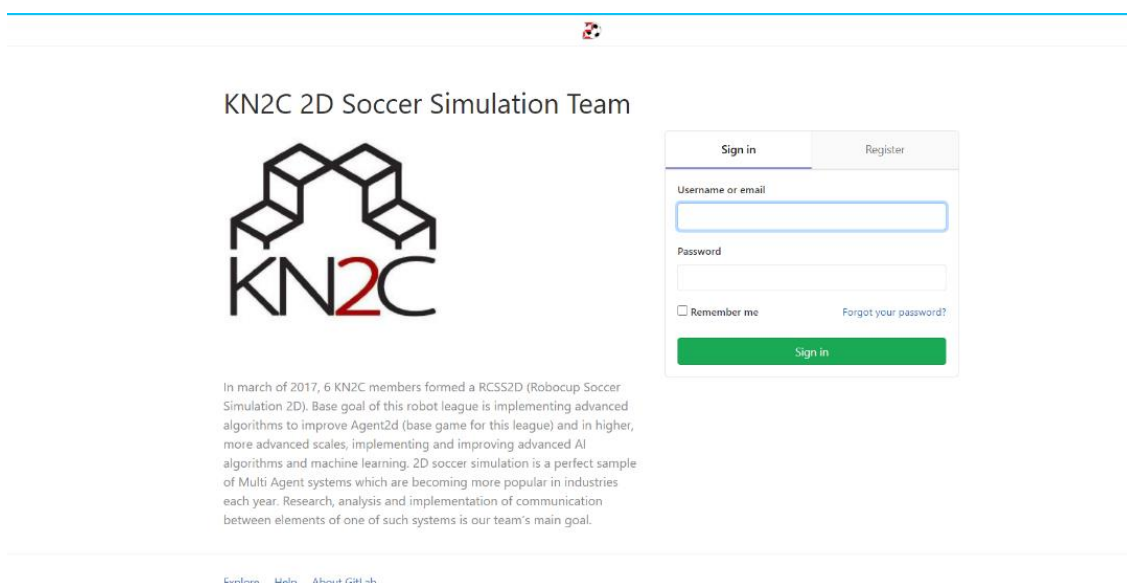 KN2C 2D Soccer Simulation Team
KN2C
In march of 2017, 6 KN2C members formed a RCSS2D (Robocup Soccer
Simulation 2D). Base goal of this robot league is implementing advanced
algorithms to improve Agent2d (base game for this league) and in higher,
more advanced scales, implementing and improving advanced AI
algorithms and machine learning. 2D soccer simulation is a perfect sample
of Multi Agent systems which are becoming more popular in industries
each year. Research, analysis and implementation of communication
between elements of one of such systems is our team's main goal.
Sign in Register
Username or email
Password
Remember me Forgot your password?
Sign in
Explore Help About GitLab